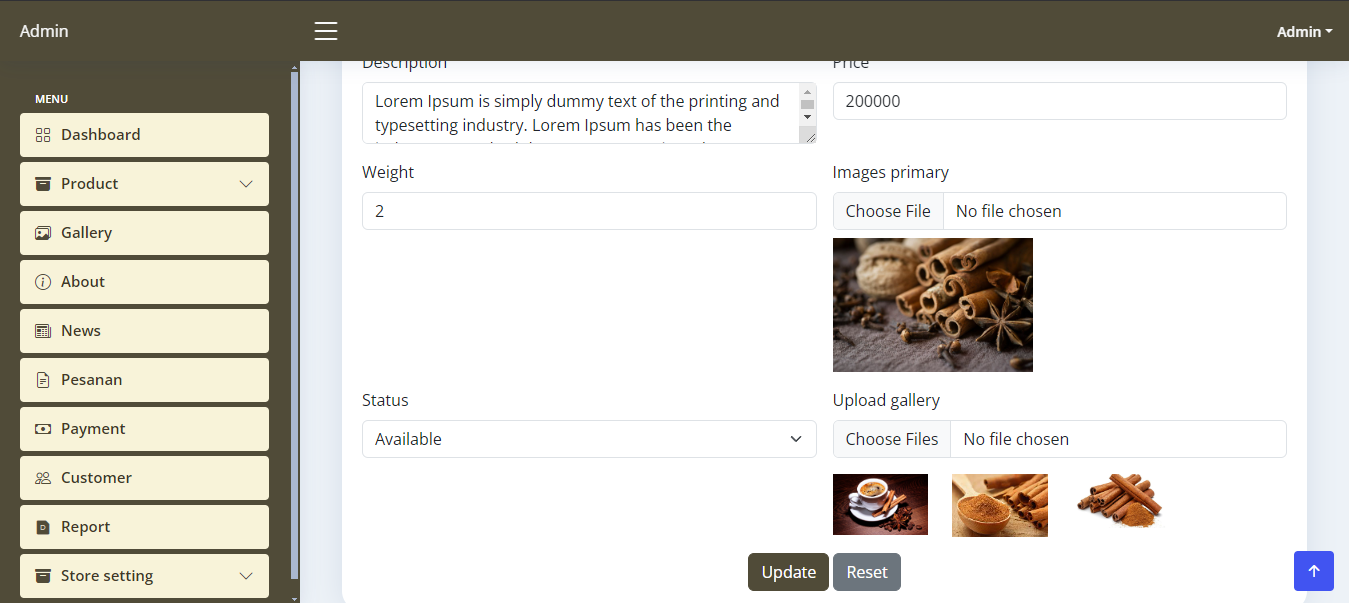 Admin
Admin
MENU
Dashboard
Product
Gallery
About
News
Pesanan
Payment
Customer
Report
Store setting
Description
Price
Lorem Ipsum is simply dummy text of the printing and
typesetting industry. Lorem Ipsum has been the
200000
Weight
Images primary
2
Choose File
No file chosen
Status
Upload gallery
Available
Choose Files
No file chosen
Update
Reset